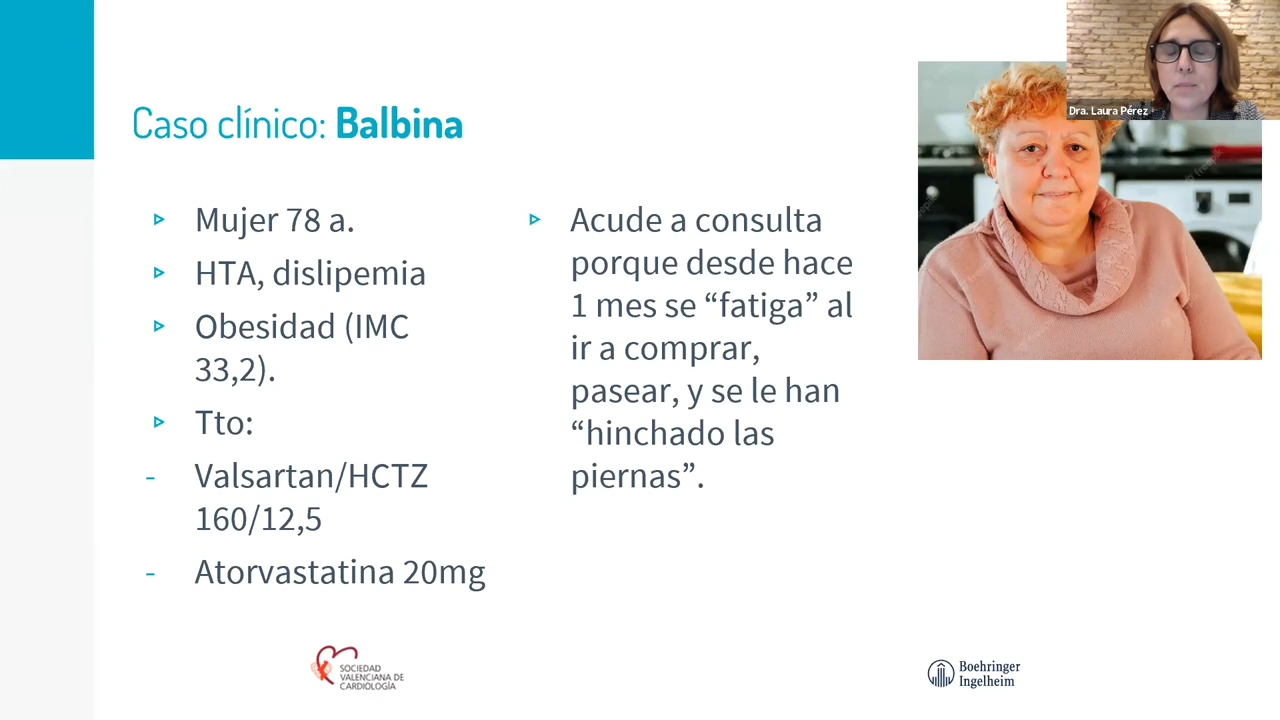 Dra. Laura Pérez
Caso clínico: Balbina
Mujer 78 a.
HTA, dislipemia
Obesidad (IMC
33,2).
Tto:
- Valsartan/HCTZ
160/12,5
- Atorvastatina 20mg
Acude a consulta
porque desde hace
1 mes se “fatiga” al
ir a comprar,
pasear, y se le han
“hinchado las
piernas”.
SOCIEDAD
VALENCIANA DE
CARDIOLOGÍA
Boehringer
Ingelheim